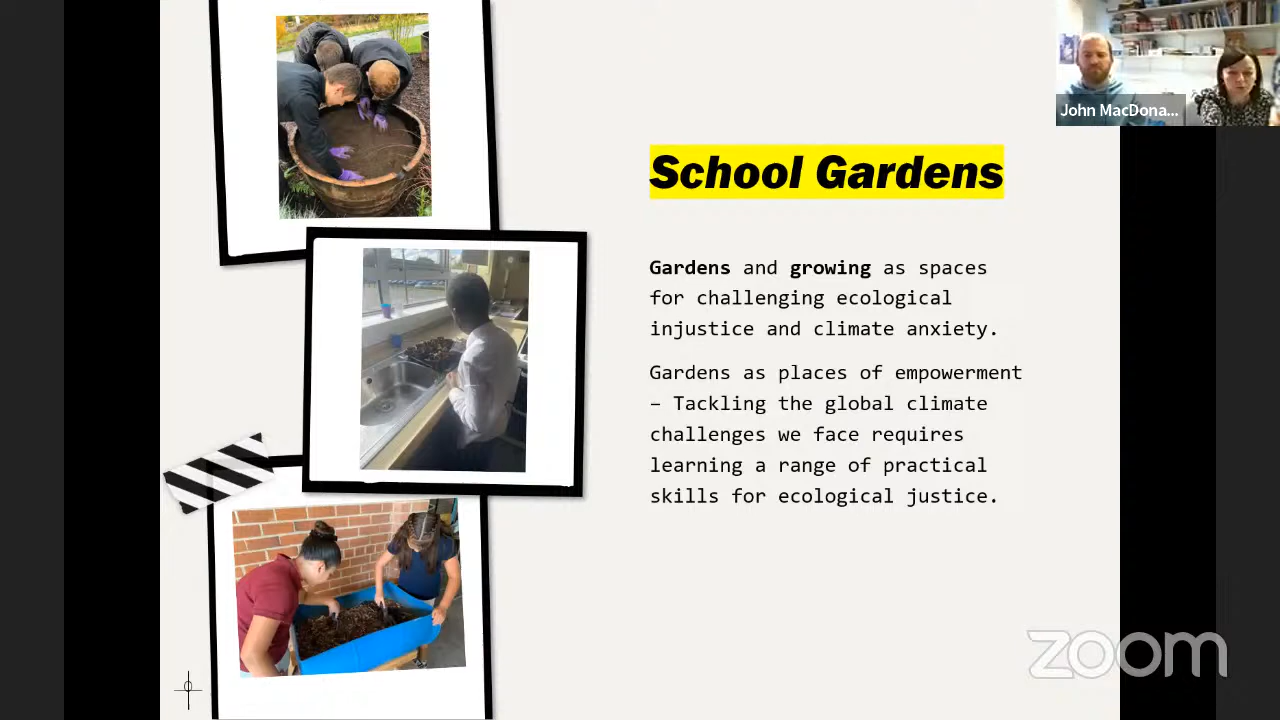 John MacDona...
School Gardens
Gardens and growing as spaces
for challenging ecological
injustice and climate anxiety.
Gardens as places of empowerment
– Tackling the global climate
challenges we face requires
learning a range of practical
skills for ecological justice.
zoom